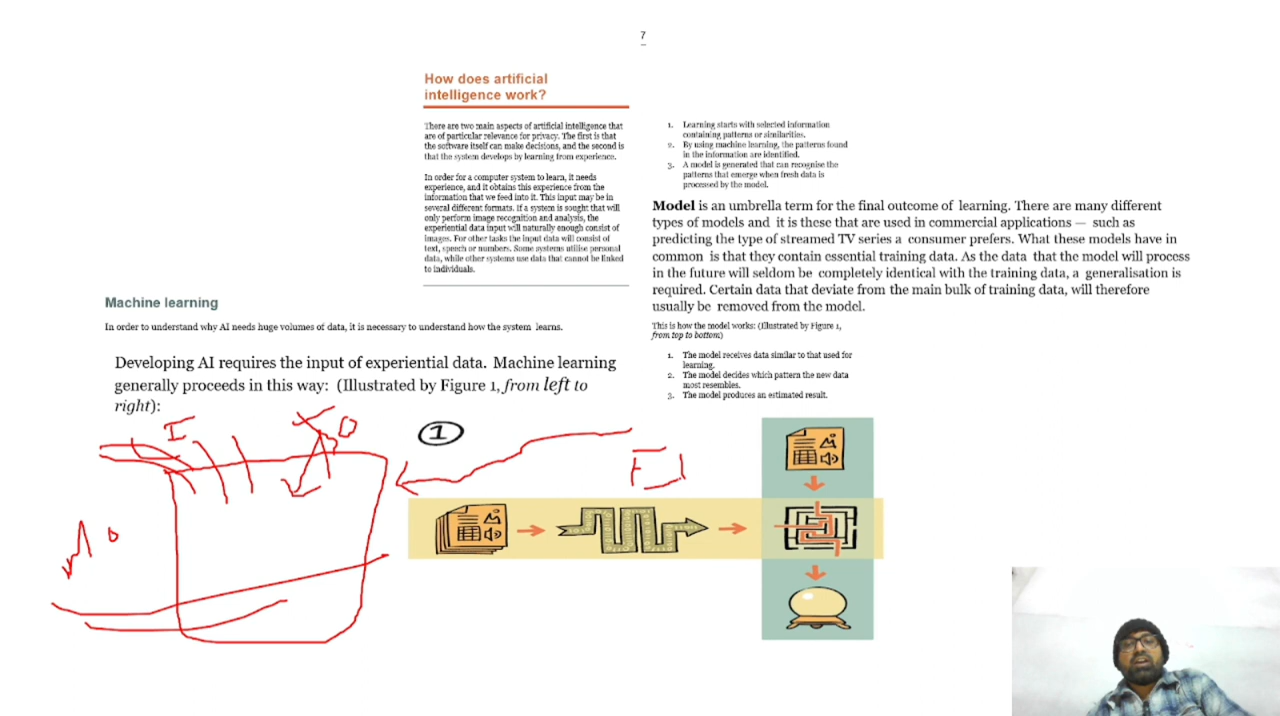 7
How does artificial
intelligence work?
There are two main aspects of artificial intelligence that
are of particular relevance for privacy. The first is that
the software itself can make decisions, and the second is
that the system develops by learning from experience.
In order for a computer system to learn, it needs
experience, and it obtains this experience from the
information that we feed into it. This input may be in
several different formats. If a system is sought that will
only perform image recognition and analysis, the
experiential data input will naturally enough consist of
images. For other tasks the input data will consist of
text, speech or numbers. Some systems utilise personal
data, while other systems use data that cannot be linked
to individuals.
Machine learning
In order to understand why AI needs huge volumes of data, it is necessary to understand how the system learns.
Developing AI requires the input of experiential data. Machine learning
generally proceeds in this way: (Illustrated by Figure 1, from left to
right):
1. Learning starts with selected information
containing patterns or similarities.
2. By using machine learning, the patterns found
in the information are identified.
3. A model is generated that can recognise the
patterns that emerge when fresh data is
processed by the model.
Model is an umbrella term for the final outcome of learning. There are many different
types of models and it is these that are used in commercial applications — such as
predicting the type of streamed TV series a consumer prefers. What these models have in
common is that they contain essential training data. As the data that the model will process
in the future will seldom be completely identical with the training data, a generalisation is
required. Certain data that deviate from the main bulk of training data, will therefore
usually be removed from the model.
This is how the model works: (Illustrated by Figure 1,
from top to bottom)
1. The model receives data similar to that used for
learning.
2. The model decides which pattern the new data
most resembles.
3. The model produces an estimated result.
I
O
1